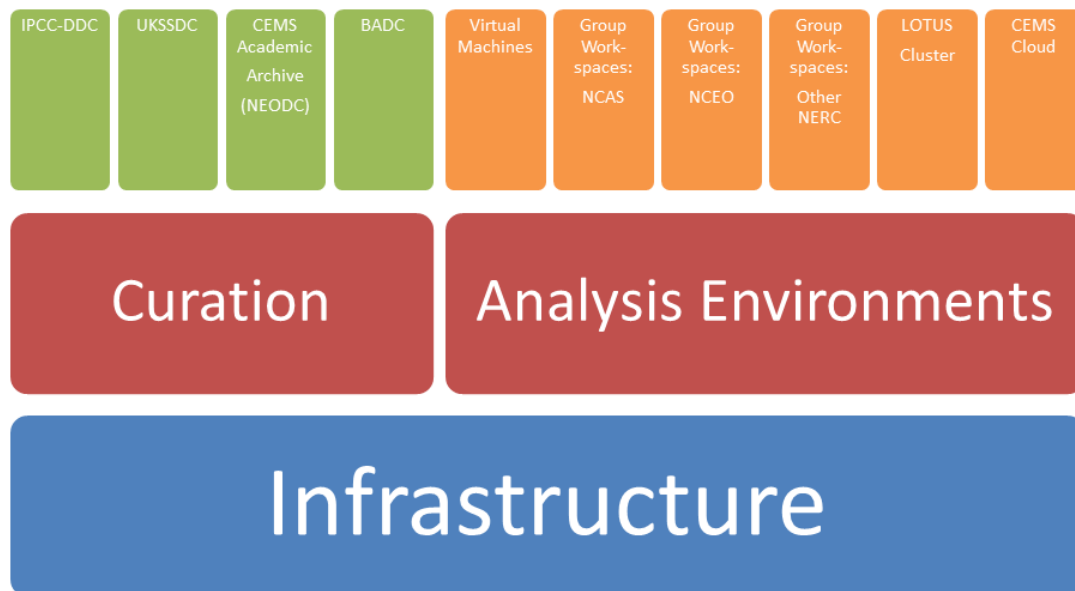 IPCC-DDC
UKSSDC
CEMS
Academic
Archive
(NEODC)
BADC
Virtual
Machines
Group
Work-
spaces:
NCAS
Group
Work-
spaces:
NCEO
Group
Work-
spaces:
Other
NERC
LOTUS
Cluster
CEMS
Cloud
Curation
Analysis Environments
Infrastructure